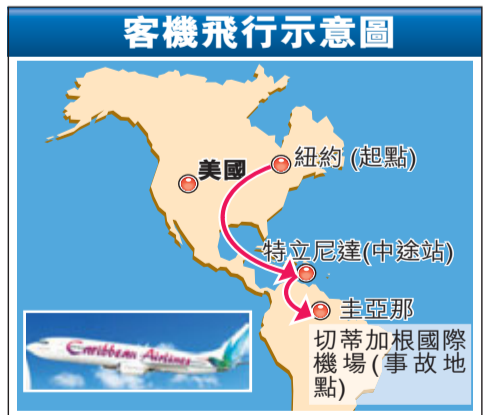 客機飛行示意圖
美國
紐約 (起點)
特立尼達(中途站)
圭亞那
切蒂加根國際
機場(事故地
點)
Caribbean Airlines